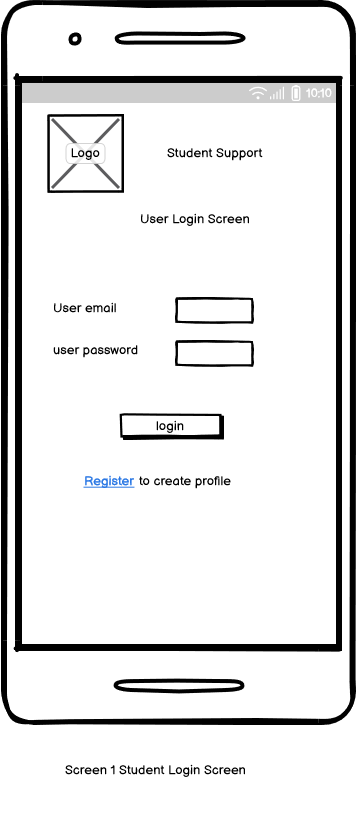 10:10
Logo
Student Support
User Login Screen
User email
user password
login
Register to create profile
Screen 1 Student Login Screen